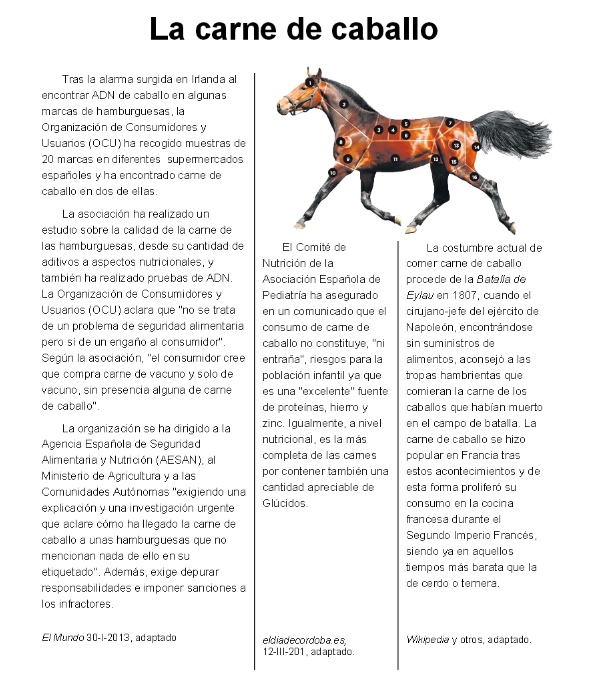 La carne de caballo
Tras la alarma surgida en Irlanda al
encontrar ADN de caballo en algunas
marcas de hamburguesas, la
Organización de Consumidores y
Usuarios (OCU) ha recogido muestras de
20 marcas en diferentes supermercados
españoles y ha encontrado carne de
caballo en dos de ellas.
La asociación ha realizado un
estudio sobre la calidad de la carne de
las hamburguesas, desde su cantidad de
aditivos a aspectos nutricionales, y
también ha realizado pruebas de ADN.
La Organización de Consumidores y
Usuarios (OCU) aclara que "no se trata
de un problema de seguridad alimentaria
pero sí de un engaño al consumidor".
Según la asociación, "el consumidor cree
que compra carne de vacuno y solo de
vacuno, sin presencia alguna de carne
de caballo".
La organización se ha dirigido a la
Agencia Española de Seguridad
Alimentaria y Nutrición (AESAN), al
Ministerio de Agricultura y a las
Comunidades Autónomas "exigiendo una
explicación y una investigación urgente
que aclare cómo ha llegado la carne de
caballo a unas hamburguesas que no
mencionan nada de ello en su
etiquetado". Además, exige depurar
responsabilidades e imponer sanciones a
los infractores.
El Mundo 30-I-2013, adaptado
1
2
3
4
5
6
7
8
9
10
11
12
13
14
15
16
El Comité de
Nutrición de la
Asociación Española de
Pediatría ha asegurado
en un comunicado que el
consumo de carne de
caballo no constituye, "ni
entraña", riesgos para la
población infantil ya que
es una "excelente" fuente
de proteínas, hierro y
zinc. Igualmente, a nivel
nutricional, es la más
completa de las carnes
por contener también una
cantidad apreciable de
Glúcidos.
eldiadecordoba.es,
12-III-201, adaptado.
La costumbre actual de
comer carne de caballo
procede de la Batalla de
Eylau en 1807, cuando el
cirujano-jefe del ejército de
Napoleón, encontrándose
sin suministros de
alimentos, aconsejó a las
tropas hambrientas que
comieran la carne de los
caballos que habían muerto
en el campo de batalla. La
carne de caballo se hizo
popular en Francia tras
estos acontecimientos y de
esta forma proliferó su
consumo en la cocina
francesa durante el
Segundo Imperio Francés,
siendo ya en aquellos
tiempos más barata que la
de cerdo o ternera.
Wikipedia y otros, adaptado.